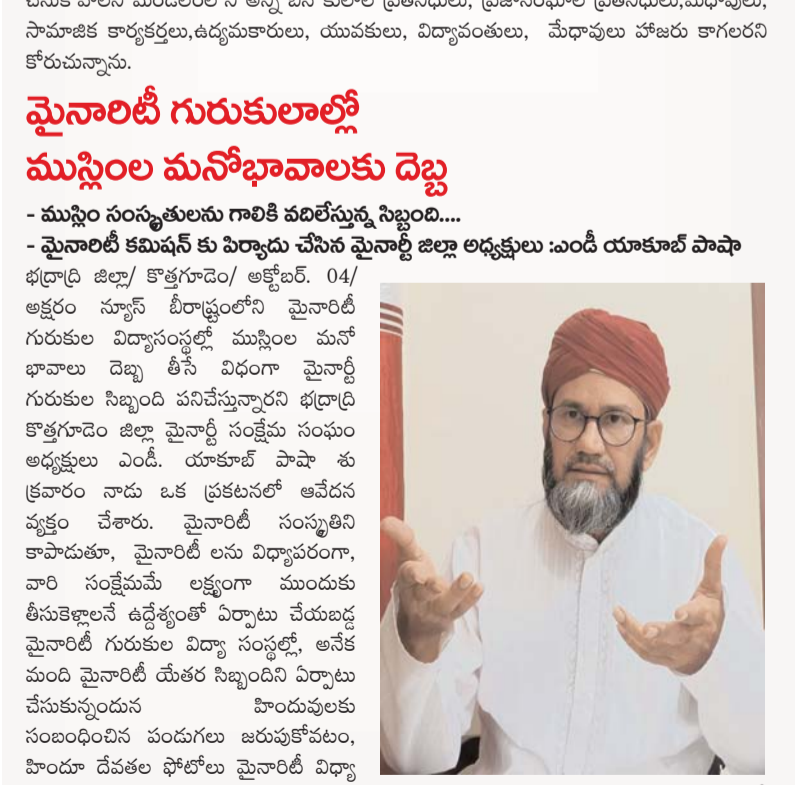 సామాజిక కార్యకర్తలు,ఉద్యమకారులు, యువకులు, విద్యావంతులు, మేధావులు హాజరు కాగలరని
కోరుచున్నాను.
మైనారిటీ గురుకులాల్లో
ముస్లింల మనోభావాలకు దెబ్బ
- ముస్లిం సంస్కృతులను గాలికి వదిలేస్తున్న సిబ్బంది....
- మైనారిటీ కమిషన్ కు పిర్యాదు చేసిన మైనార్టీ జిల్లా అధ్యక్షులు :ఎండీ యాకూబ్ పాషా
భద్రాద్రి జిల్లా/ కొత్తగూడెం/ అక్టోబర్. 04/
అక్షరం న్యూస్ బీరాష్ట్రంలోని మైనారిటీ
గురుకుల విద్యాసంస్థల్లో ముస్లింల మనో
భావాలు దెబ్బ తీసే విధంగా మైనార్టీ
గురుకుల సిబ్బంది పనిచేస్తున్నారని భద్రాద్రి
కొత్తగూడెం జిల్లా మైనార్టీ సంక్షేమ సంఘం
అధ్యక్షులు ఎండీ. యాకూబ్ పాషా శు
క్రవారం నాడు ఒక ప్రకటనలో ఆవేదన
వ్యక్తం చేశారు. మైనారిటీ సంస్కృతిని
కాపాడుతూ, మైనారిటీ లను విధ్యాపరంగా,
వారి సంక్షేమమే లక్ష్యంగా ముందుకు
తీసుకెళ్లాలనే ఉద్దేశ్యంతో ఏర్పాటు చేయబడ్డ
మైనారిటీ గురుకుల విద్యా సంస్థల్లో, అనేక
మంది మైనారిటీ యేతర సిబ్బందిని ఏర్పాటు
చేసుకున్నందున హిందువులకు
సంబంధించిన పండుగలు జరుపుకోవటం,
హిందూ దేవతల ఫోటోలు మైనారిటీ విధ్యా